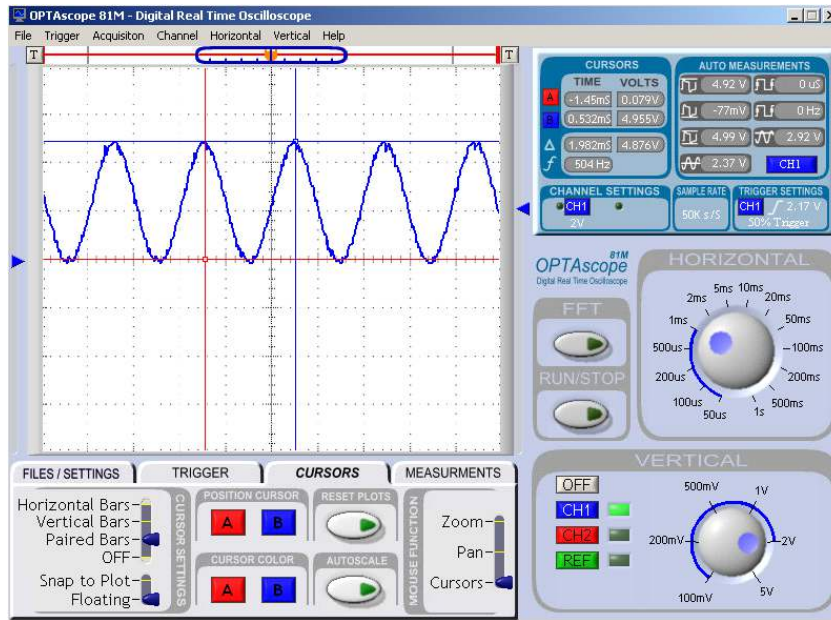 OPTAscope 81M - Digital Real Time Oscilloscope
File Trigger Acquisiton Channel Horizontal Vertical Help
T T
CURSORS
TIME VOLTS
A -1.45mS 0.079V
B 0.532mS 4.955V
Δ 1.982mS 4.876V
f 504 Hz
AUTO MEASUREMENTS
4.92 V 0 uS
-77mV 0 Hz
4.99 V 2.92 V
2.37 V CH1
CHANNEL SETTINGS
CH1
2V
SAMPLE RATE
50K s/S
TRIGGER SETTINGS
CH1 2.17 V
50% Trigger
81M
OPTAscope
Digital Real Time Oscilloscope
FFT
RUN/STOP
HORIZONTAL
5ms 10ms
2ms 20ms
1ms 50ms
500us 100ms
200us 200ms
100us 500ms
50us 1s
FILES / SETTINGS TRIGGER CURSORS MEASURMENTS
Horizontal Bars
Vertical Bars
Paired Bars
OFF
Snap to Plot
Floating
CURSOR SETTINGS
POSITION CURSOR
A B
CURSOR COLOR
A B
RESET PLOTS
AUTOSCALE
MOUSE FUNCTION
Zoom
Pan
Cursors
VERTICAL
OFF
CH1
CH2
REF
500mV 1V
200mV 2V
100mV 5V